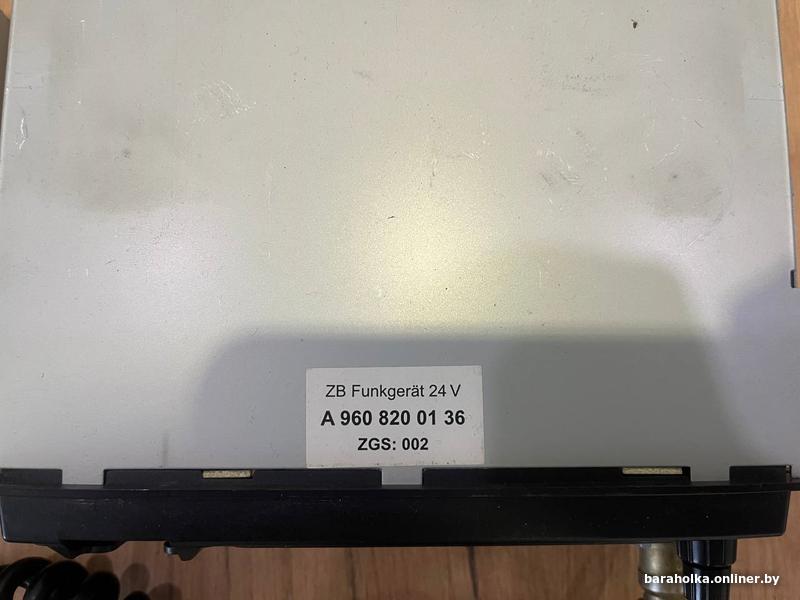 ZB Funkgerät 24 V
A 960 820 01 36
ZGS: 002
baraholka.onliner.by